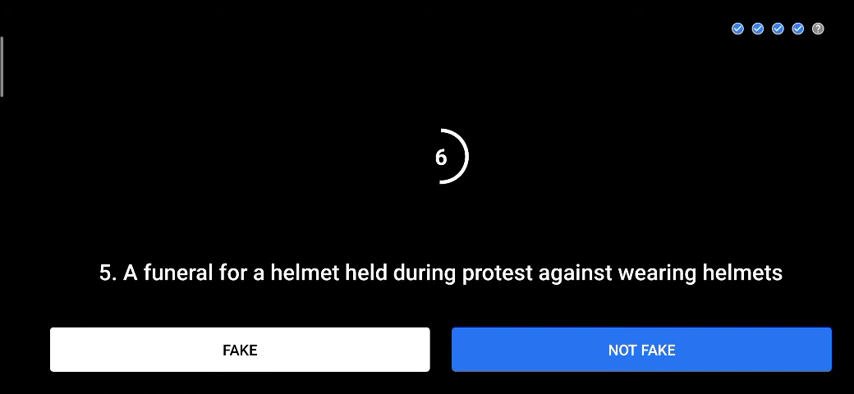 ?
6
5. A funeral for a helmet held during protest against wearing helmets
FAKE
NOT FAKE